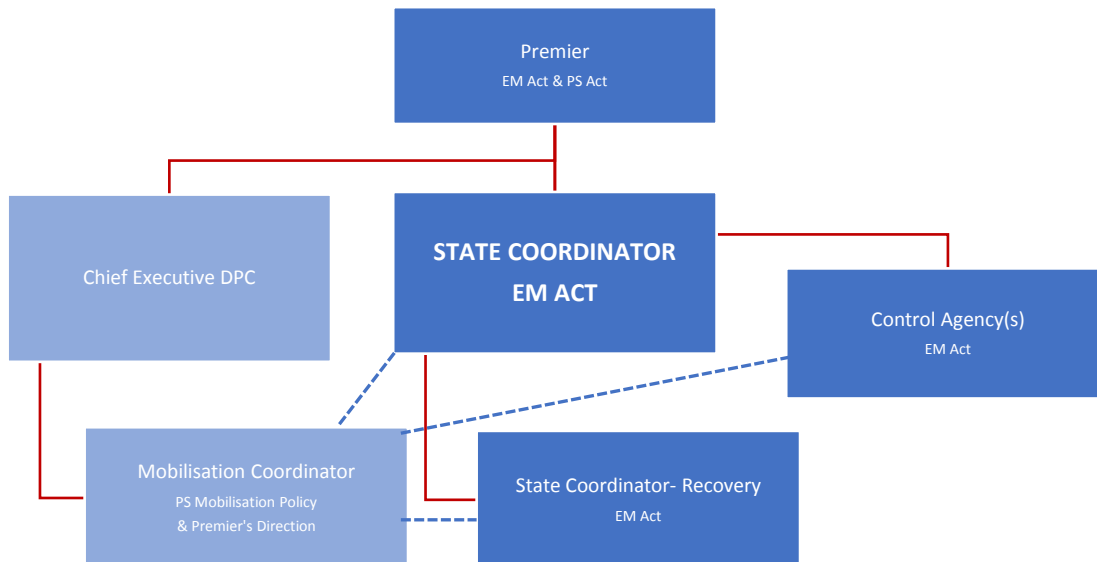 Premier
EM Act & PS Act
Chief Executive DPC
STATE COORDINATOR
EM ACT
Control Agency(s)
EM Act
Mobilisation Coordinator
PS Mobilisation Policy
& Premier's Direction
State Coordinator- Recovery
EM Act